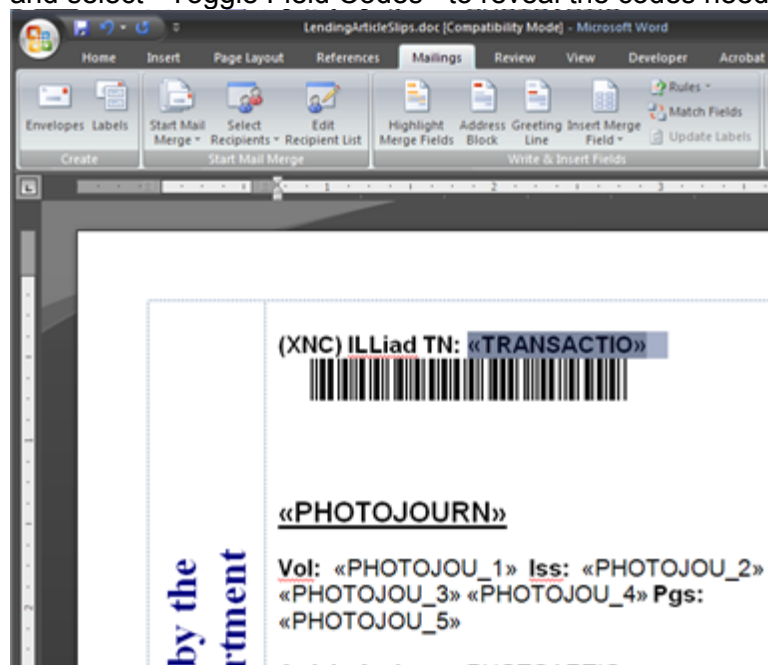 and select "Toggle Field Codes" to reveal the codes need
LendingArticleSlips.doc [Compatibility Mode] - Microsoft Word
Home Insert Page Layout References Mailings Review View Developer Acrobat
Rules
Match Fields
Update Labels
Envelopes Labels Start Mail Merge Select Recipients Edit Recipient List Highlight Merge Fields Address Block Greeting Line Insert Merge Field
Create Start Mail Merge Write & Insert Fields
(XNC) ILLiad TN: «TRANSACTIO»
«PHOTOJOURN»
Vol: «PHOTOJOU_1» Iss: «PHOTOJOU_2»
«PHOTOJOU_3» «PHOTOJOU_4» Pgs:
«PHOTOJOU_5»
by the
rtment